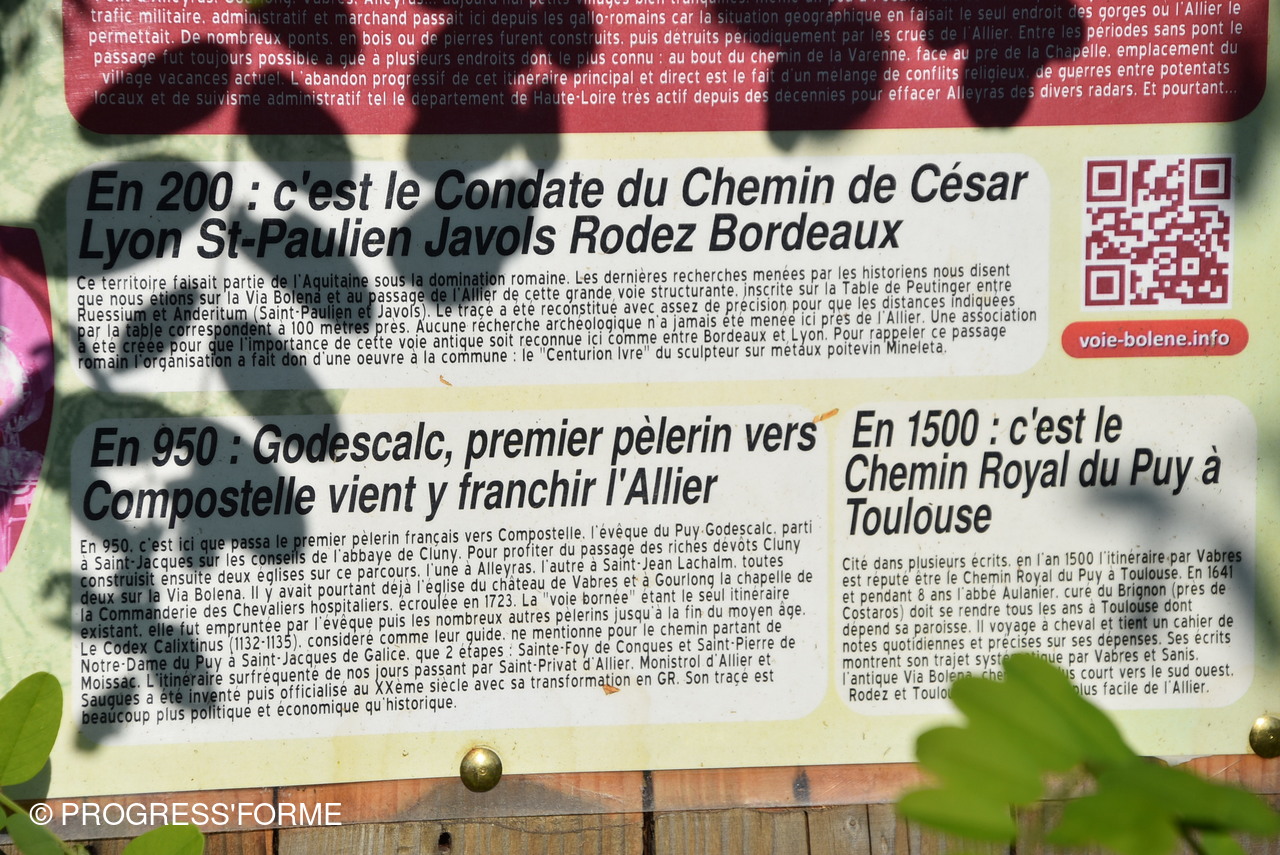 trafic militaire, administratif et marchand passait ici depuis les gallo-romains car la situation geographique en faisait le seul endroit des gorges ou l'Allier le
permettait. De nombreux ponts, en bois ou de pierres furent construits, puis detruits periodiquement par les crues de l'Allier. Entre les periodes sans pont le
passage fut toujours possible a gue à plusieurs endroits dont le plus connu : au bout du chemin de la Varenne, face au pre de la Chapelle, emplacement du
village vacances actuel. L'abandon progressif de cet itineraire principal et direct est le fait d'un melange de conflits religieux, de guerres entre potentats
locaux et de suivisme administratif tel le departement de Haute-Loire très actif depuis des decennies pour effacer Alleyras des divers radars. Et pourtant...
En 200 : c'est le Condate du Chemin de César
Lyon St-Paulien Javols Rodez Bordeaux
Ce territoire faisait partie de l'Aquitaine sous la domination romaine. Les dernières recherches menées par les historiens nous disent
que nous etions sur la Via Bolena et au passage de l'Allier de cette grande voie structurante, inscrite sur la Table de Peutinger entre
Ruessium et Anderitum (Saint-Paulien et Javols). Le traçe a été reconstitué avec assez de précision pour que les distances indiquées
par la table correspondent à 100 mètres près. Aucune recherche archéologique n'a jamais été menée ici près de l'Allier. Une association
a été créée pour que l'importance de cette voie antique soit reconnue ici comme entre Bordeaux et Lyon. Pour rappeler ce passage
romain l'organisation a fait don d'une oeuvre à la commune : le "Centurion Ivre" du sculpteur sur métaux poitevin Mineleta.
voie-bolene.info
En 950 : Godescalc, premier pèlerin vers
Compostelle vient y franchir l'Allier
En 950, c'est ici que passa le premier pèlerin français vers Compostelle, l'évêque du Puy Godescalc, parti
à Saint-Jacques sur les conseils de l'abbaye de Cluny. Pour profiter du passage des riches dévots Cluny
construisit ensuite deux églises sur ce parcours, l'une à Alleyras, l'autre à Saint-Jean Lachalm, toutes
deux sur la Via Bolena. Il y avait pourtant déjà l'église du château de Vabres et à Gourlong la chapelle de
la Commanderie des Chevaliers hospitaliers, écroulée en 1723. La "voie bornée" étant le seul itinéraire
existant, elle fut empruntée par l'évêque puis les nombreux autres pèlerins jusqu'à la fin du moyen âge.
Le Codex Calixtinus (1132-1135), considéré comme leur guide, ne mentionne pour le chemin partant de
Notre-Dame du Puy à Saint-Jacques de Galice, que 2 étapes : Sainte-Foy de Conques et Saint-Pierre de
Moissac. L'itinéraire surfréquenté de nos jours passant par Saint-Privat d'Allier, Monistrol d'Allier et
Saugues a été inventé puis officialisé au XXème siècle avec sa transformation en GR. Son traçé est
beaucoup plus politique et économique qu'historique.
En 1500 : c'est le
Chemin Royal du Puy à
Toulouse
Cité dans plusieurs écrits, en l'an 1500 l'itinéraire par Vabres
est réputé être le Chemin Royal du Puy à Toulouse. En 1641
et pendant 8 ans l'abbé Aulanier, curé du Brignon (près de
Costaros) doit se rendre tous les ans à Toulouse dont
dépend sa paroisse. Il voyage à cheval et tient un cahier de
notes quotidiennes et précises sur ses dépenses. Ses écrits
montrent son trajet systématique par Vabres et Sanis,
l'antique Via Bolena, plus court vers le sud ouest,
Rodez et plus facile de l'Allier.
© PROGRESS'FORME